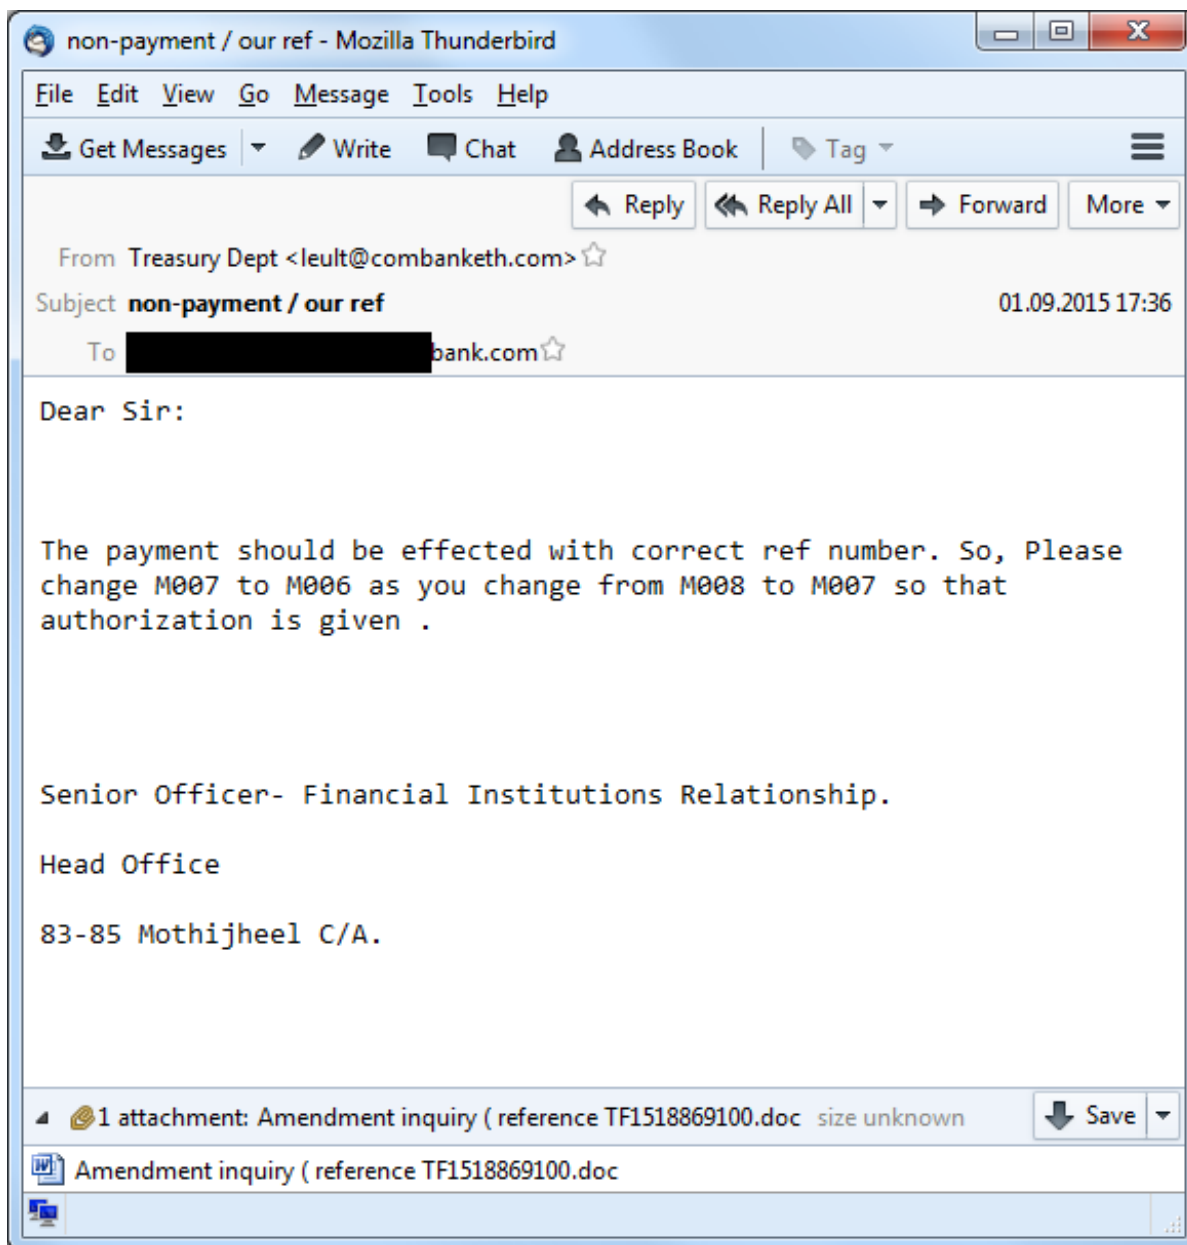 non-payment / our ref - Mozilla Thunderbird
File Edit View Go Message Tools Help
Get Messages Write Chat Address Book Tag
Reply Reply All Forward More
From Treasury Dept <leult@combanketh.com>
Subject non-payment / our ref 01.09.2015 17:36
To bank.com
Dear Sir:
The payment should be effected with correct ref number. So, Please
change M007 to M006 as you change from M008 to M007 so that
authorization is given .
Senior Officer- Financial Institutions Relationship.
Head Office
83-85 Mothijheel C/A.
1 attachment: Amendment inquiry ( reference TF1518869100.doc size unknown Save
Amendment inquiry ( reference TF1518869100.doc